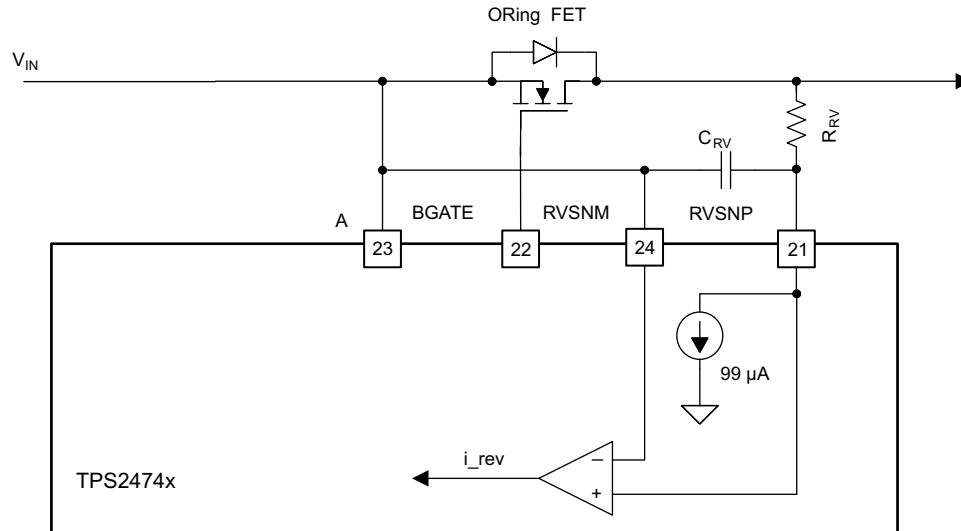 ORing FET
V_IN
R_RV
C_RV
A
BGATE
RVSNM
RVSNP
23
22
24
21
99 µA
i_rev
−
+
TPS2474x